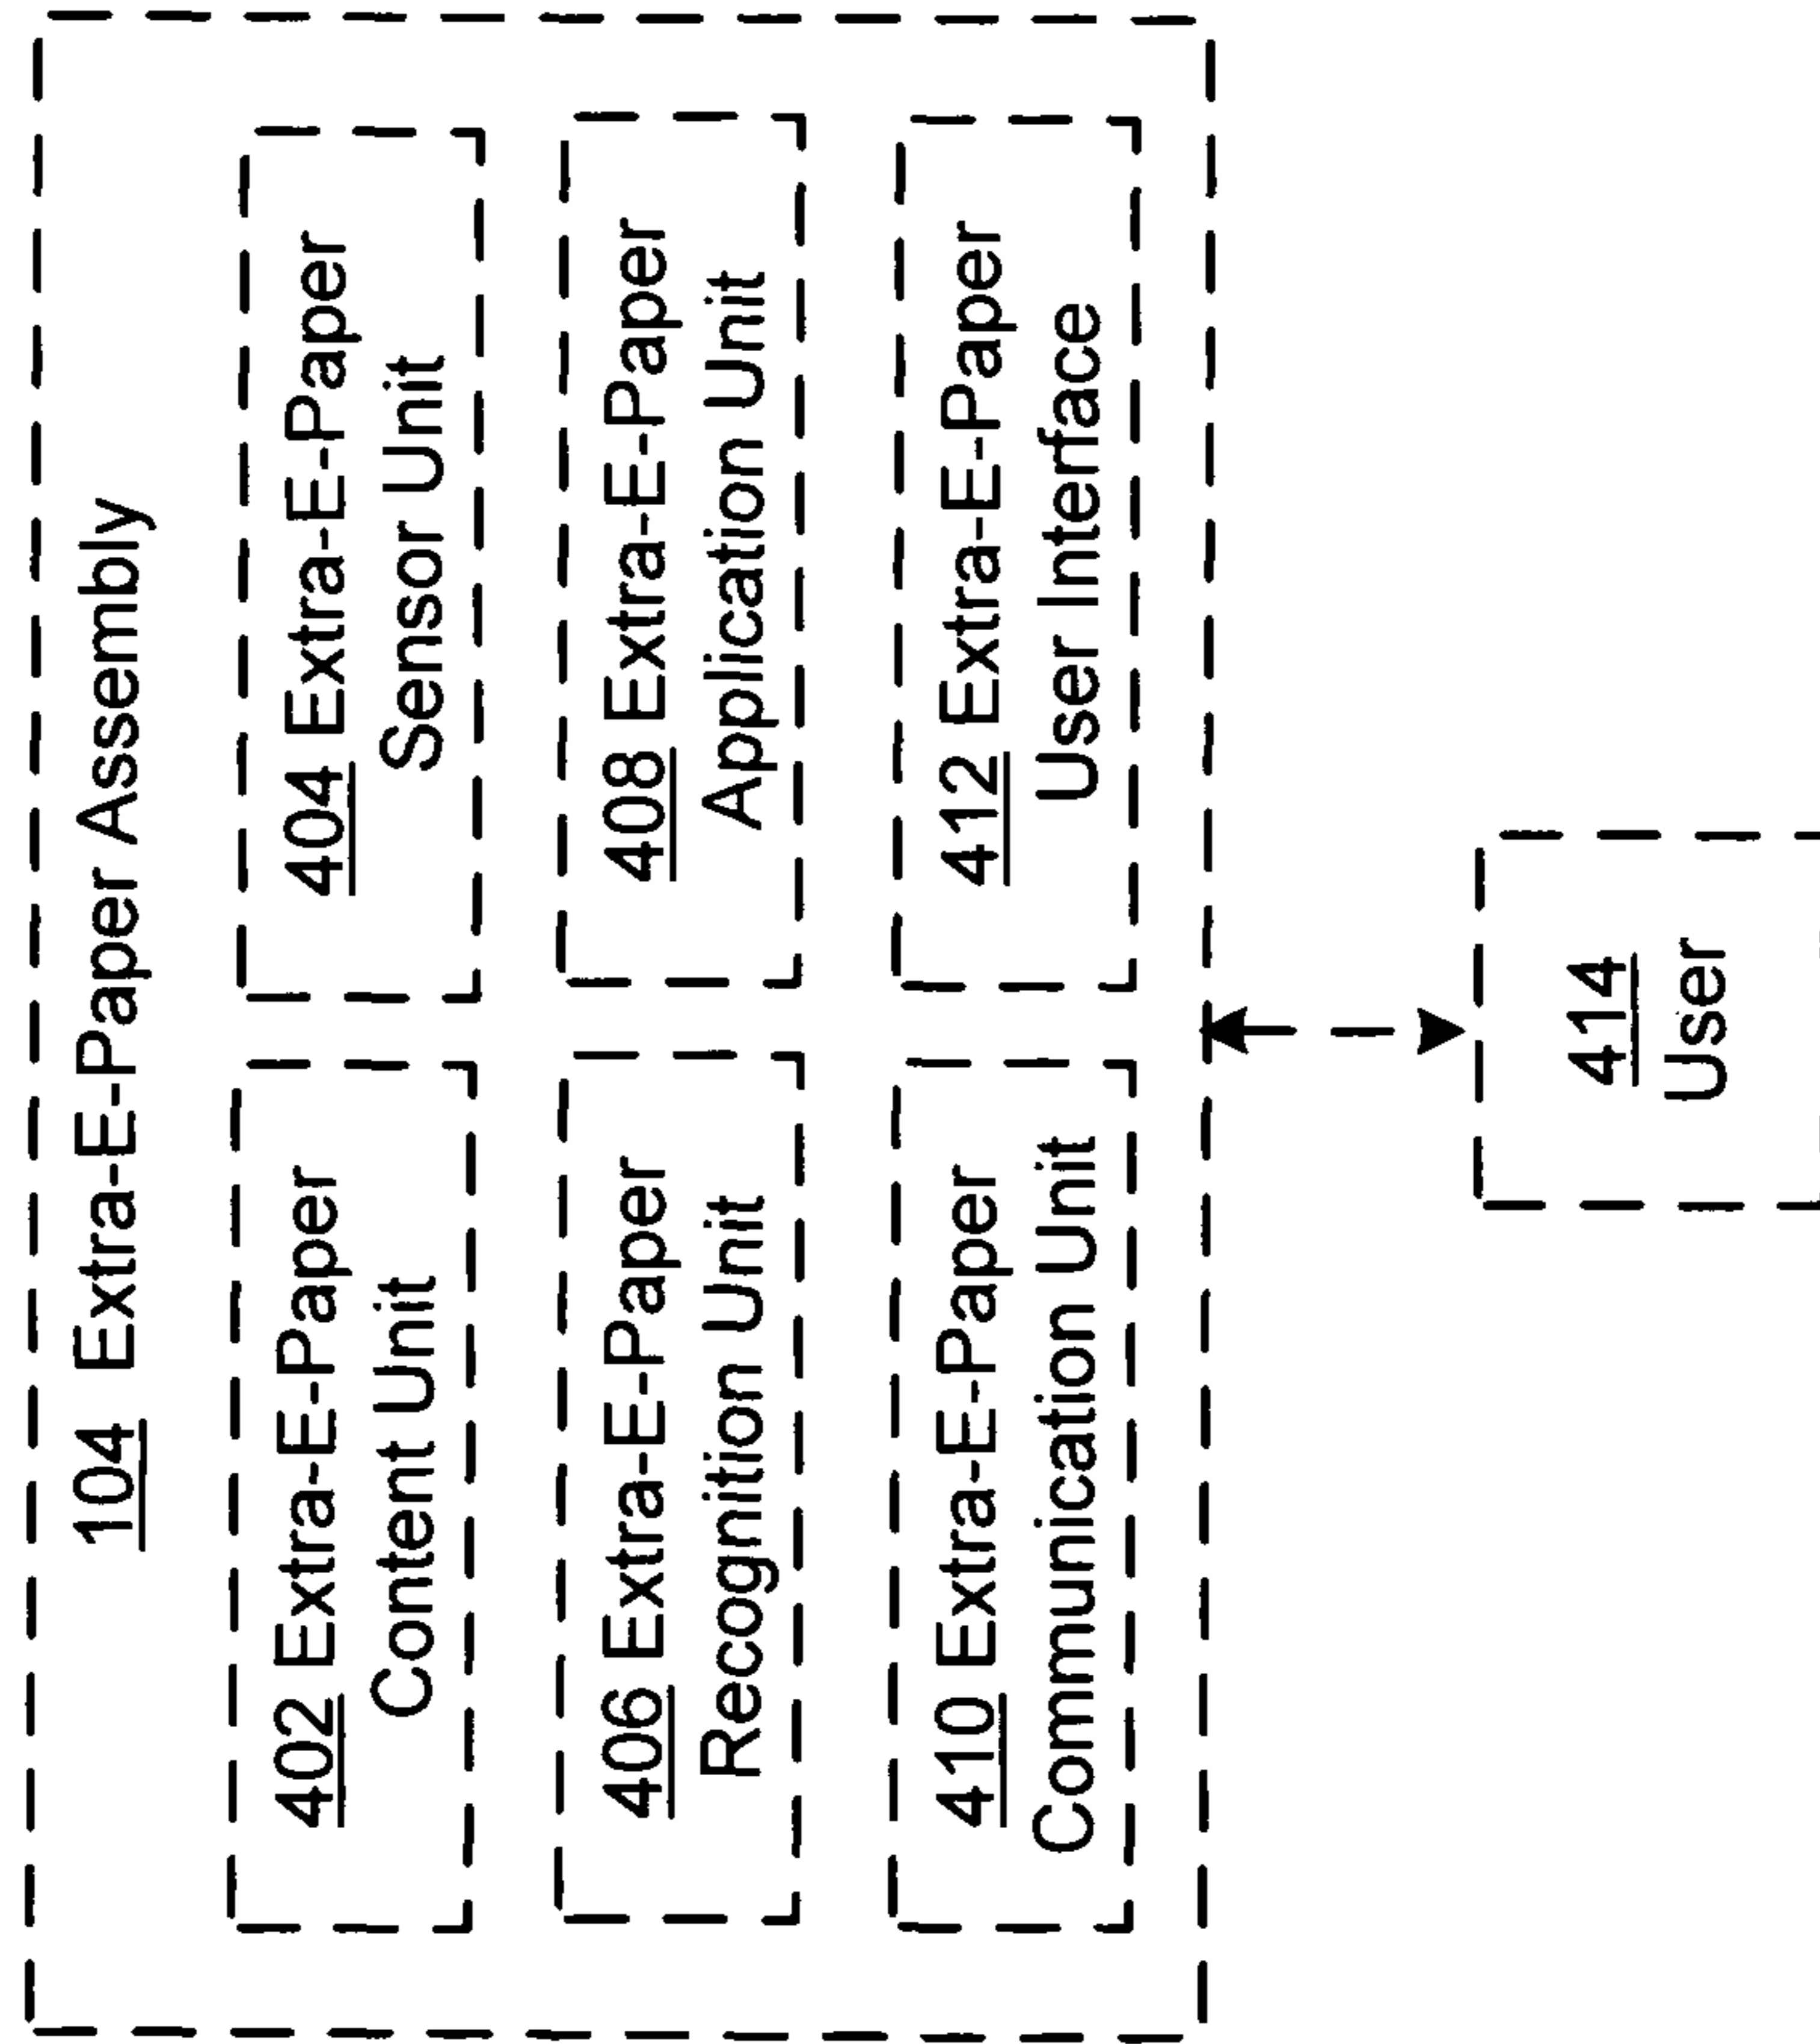 104 Extra-E-Paper Assembly
402 Extra-E-Paper
Content Unit
404 Extra-E-Paper
Sensor Unit
406 Extra-E-Paper
Recognition Unit
408 Extra-E-Paper
Application Unit
410 Extra-E-Paper
Communication Unit
412 Extra-E-Paper
User Interface
414
User